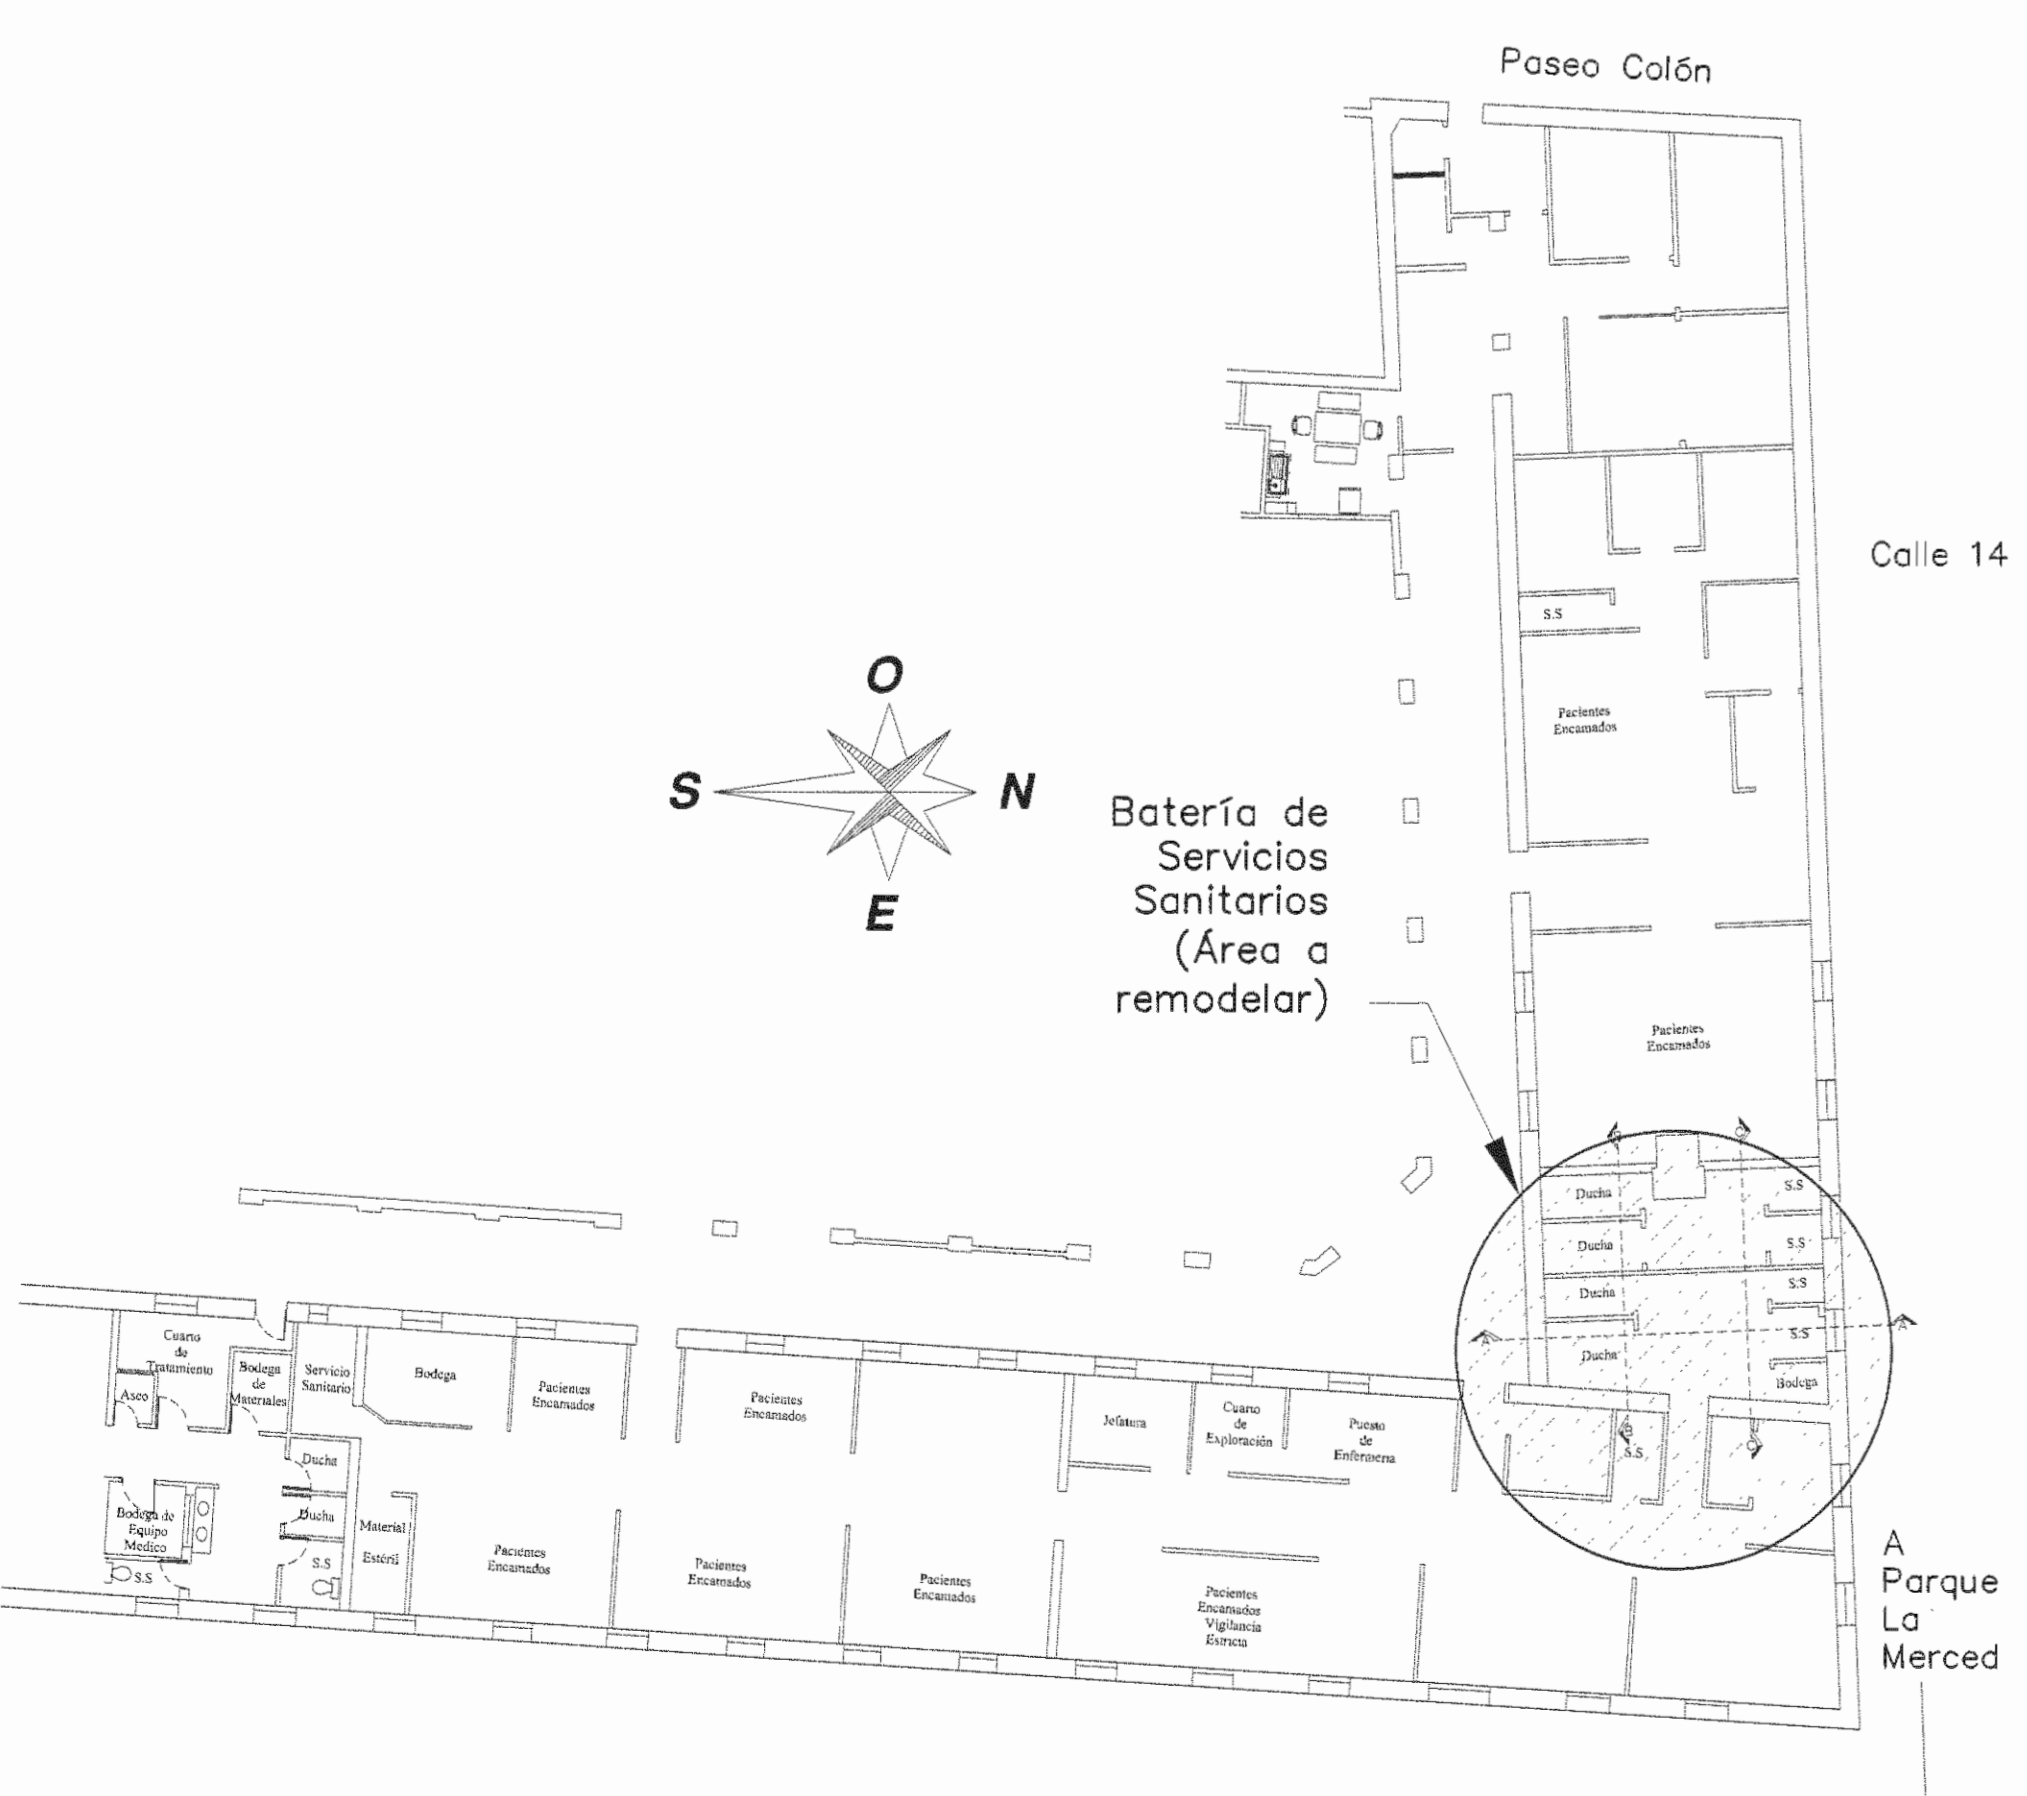 Paseo Colón
Calle 14
S.S
Pacientes
Encamados
O
S
N
E
Batería de
Servicios
Sanitarios
(Área a
remodelar)
Pacientes
Encamados
C
Ducha
S.S
Ducha
S.S
Ducha
S.S
A
A
S.S
Ducha
Bodega
B
S.S
C
Cuarto
de
Tratamiento
Aseo
Bodega
de
Materiales
Servicio
Sanitario
Bodega
Pacientes
Encamados
Pacientes
Encamados
Jefatura
Cuarto
de
Exploración
Puesto
de
Enfermeria
Ducha
Ducha
S.S
Material
Estéril
Bodega de
Equipo
Medico
S.S
Pacientes
Encamados
Pacientes
Encamados
Pacientes
Encamados
Pacientes
Encamados
Vigilancia
Estricta
A
Parque
La
Merced